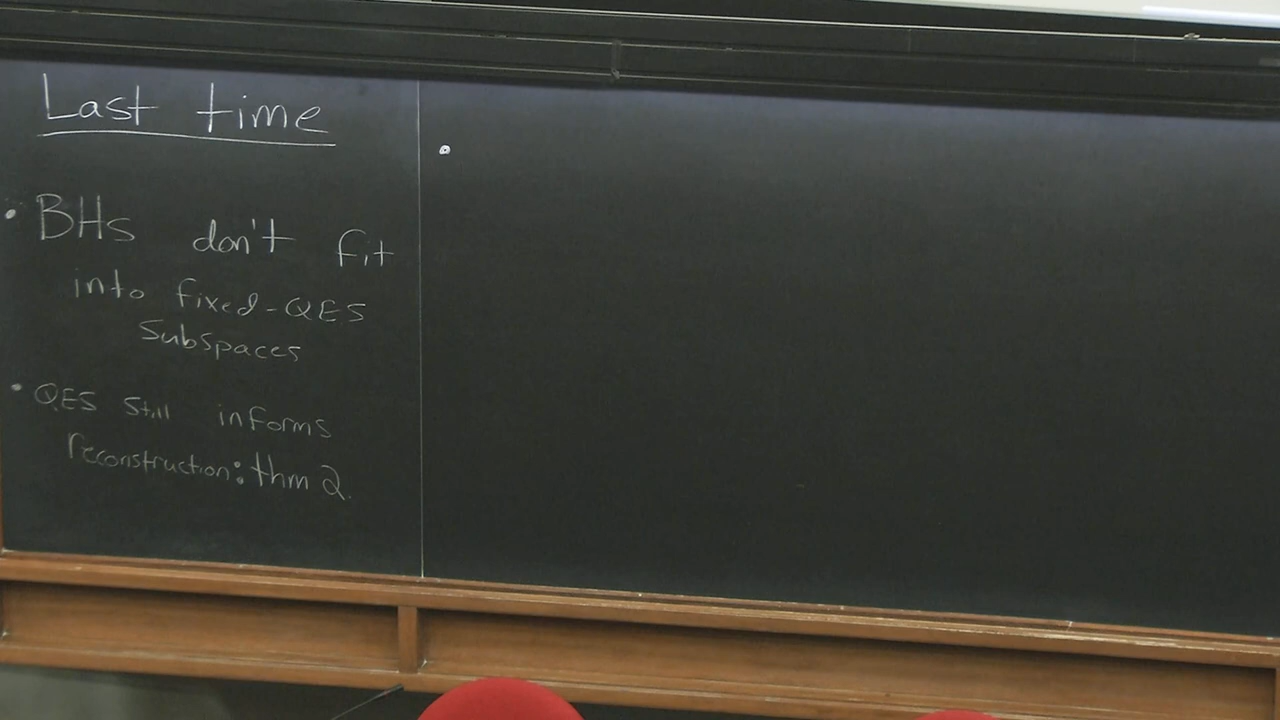 Last time
• BHs don't fit
into fixed-QES
Subspaces
• QES still informs
reconstruction: thm 2.
•